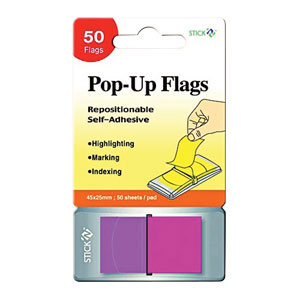 50
Flags
STICK N
Pop-Up Flags
Repositionable
Self-Adhesive
•Highlighting
•Marking
•Indexing
45x25mm ; 50 sheets / pad
STICK N